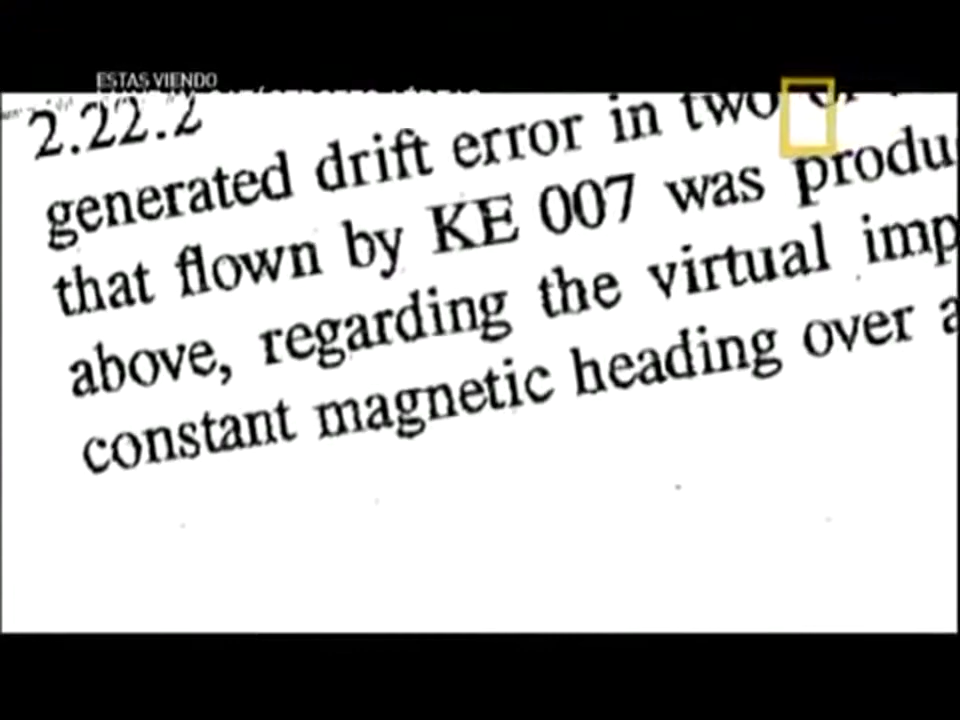 ESTAS VIENDO
2.22.2
generated drift error in two or
that flown by KE 007 was produ
above, regarding the virtual imp
constant magnetic heading over a